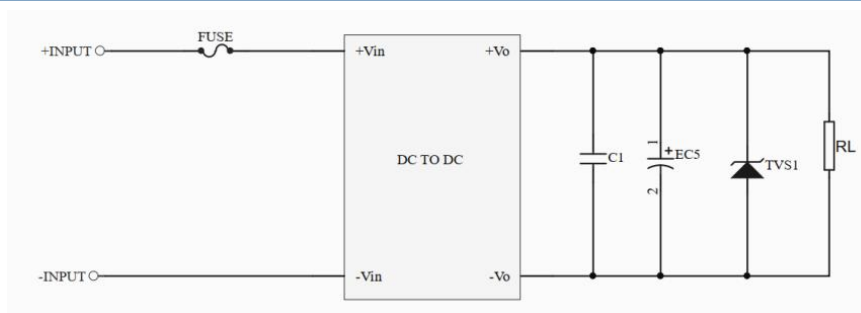 FUSE
+INPUT
+Vin
+Vo
DC TO DC
C1
1
+
EC5
2
TVS1
RL
-INPUT
-Vin
-Vo